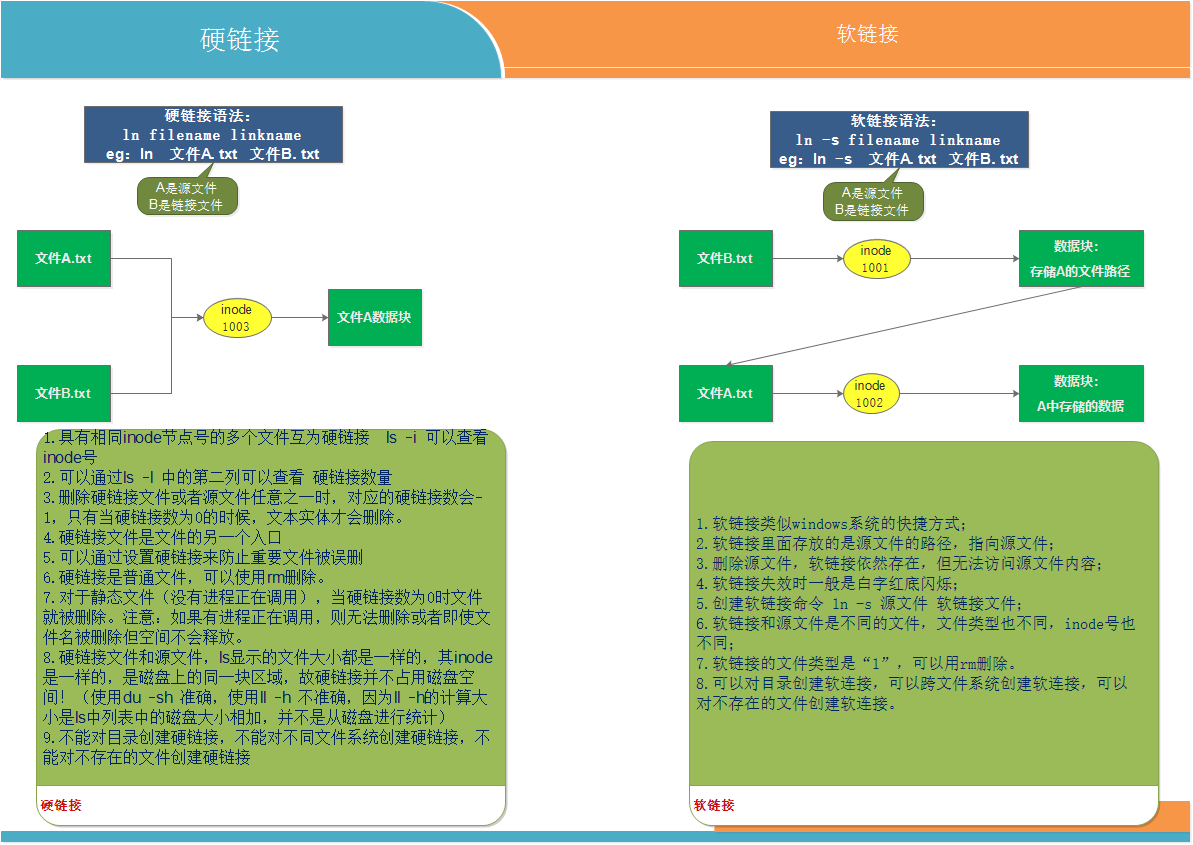 硬链接
软链接
硬链接语法：
ln filename linkname
eg：ln 文件A.txt 文件B.txt
A是源文件
B是链接文件
文件A.txt
inode
1003
文件A数据块
文件B.txt
1.具有相同inode节点号的多个文件互为硬链接 ls -i 可以查看
inode号
2.可以通过ls -l 中的第二列可以查看 硬链接数量
3.删除硬链接文件或者源文件任意之一时，对应的硬链接数会-
1，只有当硬链接数为0的时候，文本实体才会删除。
4.硬链接文件是文件的另一个入口
5.可以通过设置硬链接来防止重要文件被误删
6.硬链接是普通文件，可以使用rm删除。
7.对于静态文件（没有进程正在调用），当硬链接数为0时文件
就被删除。注意：如果有进程正在调用，则无法删除或者即使文
件名被删除但空间不会释放。
8.硬链接文件和源文件，ls显示的文件大小都是一样的，其inode
是一样的，是磁盘上的同一块区域，故硬链接并不占用磁盘空
间！（使用du -sh 准确，使用ll -h 不准确，因为ll -h的计算大
小是ls中列表中的磁盘大小相加，并不是从磁盘进行统计）
9.不能对目录创建硬链接，不能对不同文件系统创建硬链接，不
能对不存在的文件创建硬链接
硬链接
软链接语法：
ln -s filename linkname
eg：ln -s 文件A.txt 文件B.txt
A是源文件
B是链接文件
文件B.txt
inode
1001
数据块：
存储A的文件路径
文件A.txt
inode
1002
数据块：
A中存储的数据
1.软链接类似windows系统的快捷方式；
2.软链接里面存放的是源文件的路径，指向源文件；
3.删除源文件，软链接依然存在，但无法访问源文件内容；
4.软链接失效时一般是白字红底闪烁；
5.创建软链接命令 ln -s 源文件 软链接文件；
6.软链接和源文件是不同的文件，文件类型也不同，inode号也
不同；
7.软链接的文件类型是“l”，可以用rm删除。
8.可以对目录创建软连接，可以跨文件系统创建软连接，可以
对不存在的文件创建软连接。
软链接